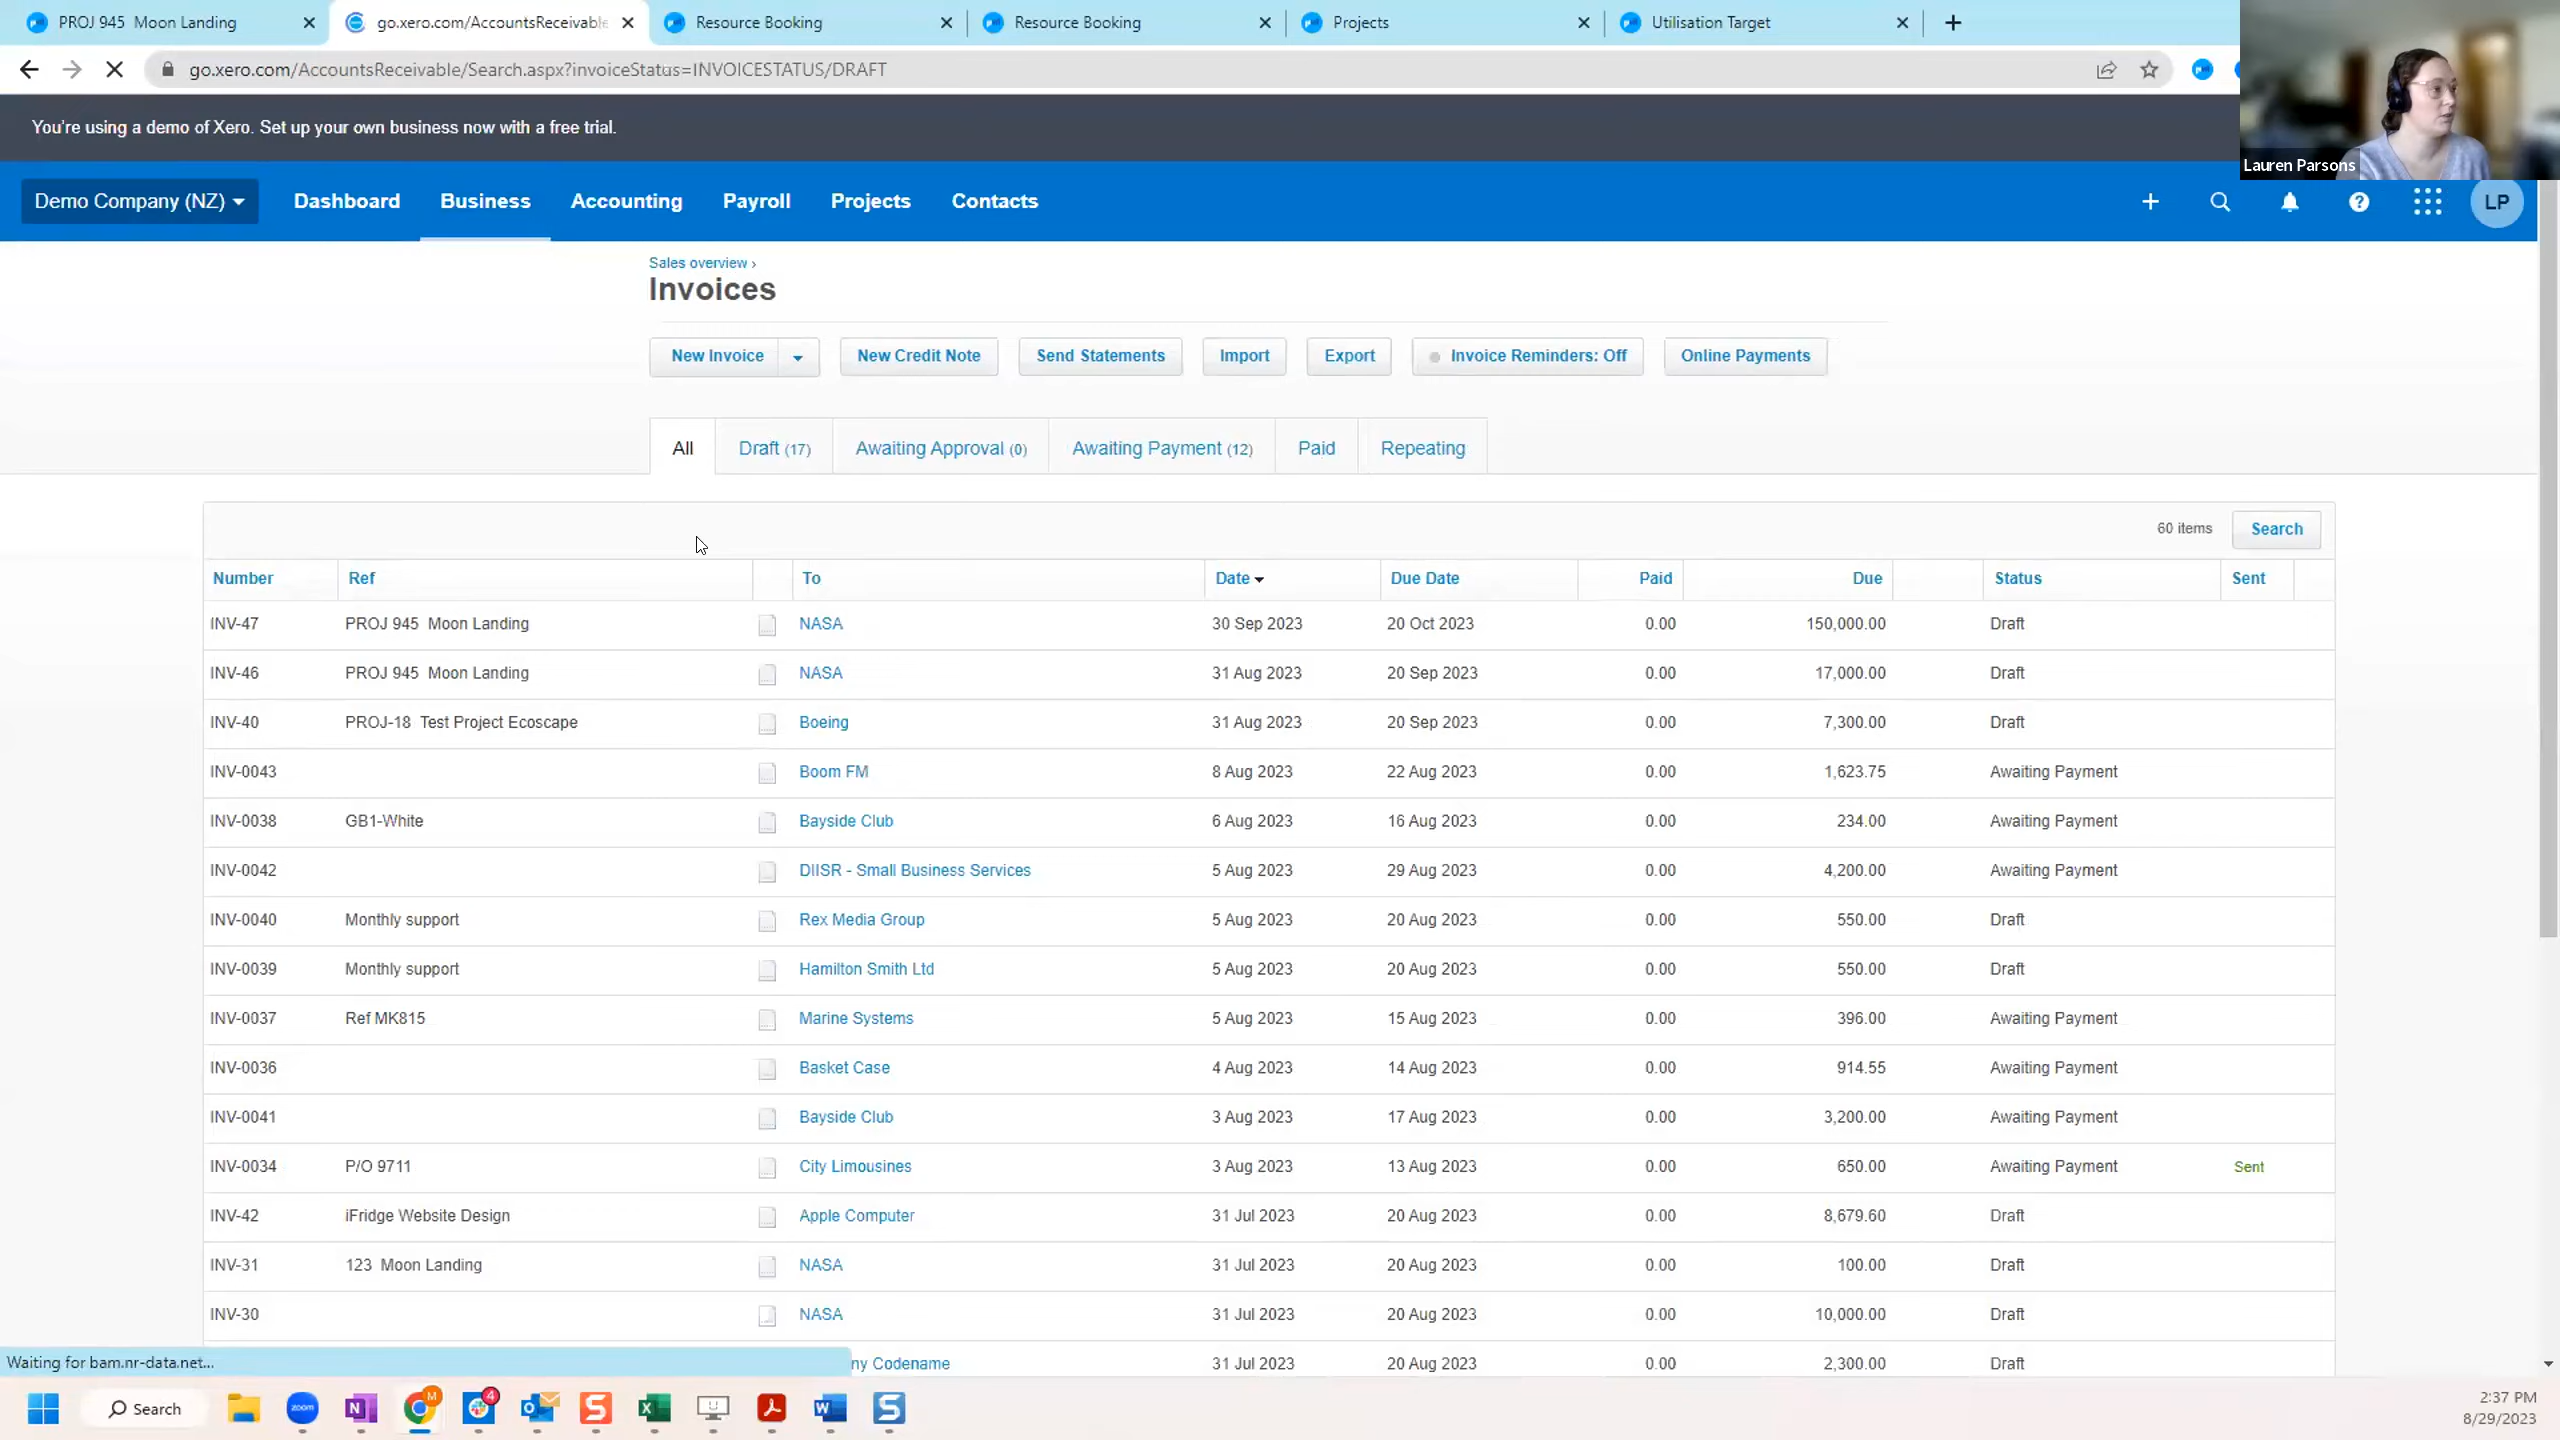 PROJ 945 Moon Landing
go.xero.com/AccountsReceivable
Resource Booking
Resource Booking
Projects
Utilisation Target
go.xero.com/AccountsReceivable/Search.aspx?invoiceStatus=INVOICESTATUS/DRAFT
Lauren Parsons
You're using a demo of Xero. Set up your own business now with a free trial.
Demo Company (NZ) Dashboard Business Accounting Payroll Projects Contacts LP
Sales overview ›
Invoices
New Invoice New Credit Note Send Statements Import Export Invoice Reminders: Off Online Payments
All Draft (17) Awaiting Approval (0) Awaiting Payment (12) Paid Repeating
60 items Search
Number Ref To Date Due Date Paid Due Status Sent
INV-47 PROJ 945 Moon Landing NASA 30 Sep 2023 20 Oct 2023 0.00 150,000.00 Draft
INV-46 PROJ 945 Moon Landing NASA 31 Aug 2023 20 Sep 2023 0.00 17,000.00 Draft
INV-40 PROJ-18 Test Project Ecoscape Boeing 31 Aug 2023 20 Sep 2023 0.00 7,300.00 Draft
INV-0043 Boom FM 8 Aug 2023 22 Aug 2023 0.00 1,623.75 Awaiting Payment
INV-0038 GB1-White Bayside Club 6 Aug 2023 16 Aug 2023 0.00 234.00 Awaiting Payment
INV-0042 DIISR - Small Business Services 5 Aug 2023 29 Aug 2023 0.00 4,200.00 Awaiting Payment
INV-0040 Monthly support Rex Media Group 5 Aug 2023 20 Aug 2023 0.00 550.00 Draft
INV-0039 Monthly support Hamilton Smith Ltd 5 Aug 2023 20 Aug 2023 0.00 550.00 Draft
INV-0037 Ref MK815 Marine Systems 5 Aug 2023 15 Aug 2023 0.00 396.00 Awaiting Payment
INV-0036 Basket Case 4 Aug 2023 14 Aug 2023 0.00 914.55 Awaiting Payment
INV-0041 Bayside Club 3 Aug 2023 17 Aug 2023 0.00 3,200.00 Awaiting Payment
INV-0034 P/O 9711 City Limousines 3 Aug 2023 13 Aug 2023 0.00 650.00 Awaiting Payment Sent
INV-42 iFridge Website Design Apple Computer 31 Jul 2023 20 Aug 2023 0.00 8,679.60 Draft
INV-31 123 Moon Landing NASA 31 Jul 2023 20 Aug 2023 0.00 100.00 Draft
INV-30 NASA 31 Jul 2023 20 Aug 2023 0.00 10,000.00 Draft
Waiting for bam.nr-data.net... ny Codename 31 Jul 2023 20 Aug 2023 0.00 2,300.00 Draft
Search zoom N M 4 O S X W S
2:37 PM
8/29/2023